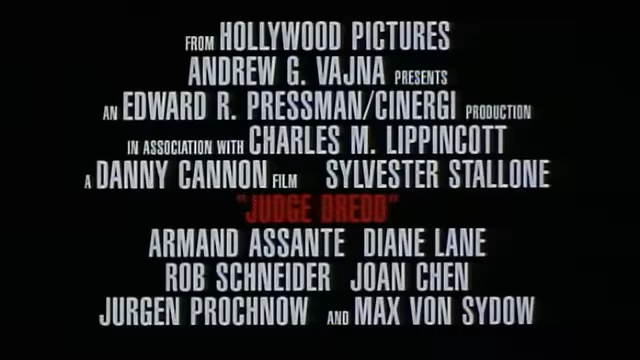 FROM HOLLYWOOD PICTURES
ANDREW G. VAJNA PRESENTS
AN EDWARD R. PRESSMAN/CINERGI PRODUCTION
IN ASSOCIATION WITH CHARLES M. LIPPINCOTT
A DANNY CANNON FILM SYLVESTER STALLONE
"JUDGE DREDD"
ARMAND ASSANTE DIANE LANE
ROB SCHNEIDER JOAN CHEN
JURGEN PROCHNOW AND MAX VON SYDOW